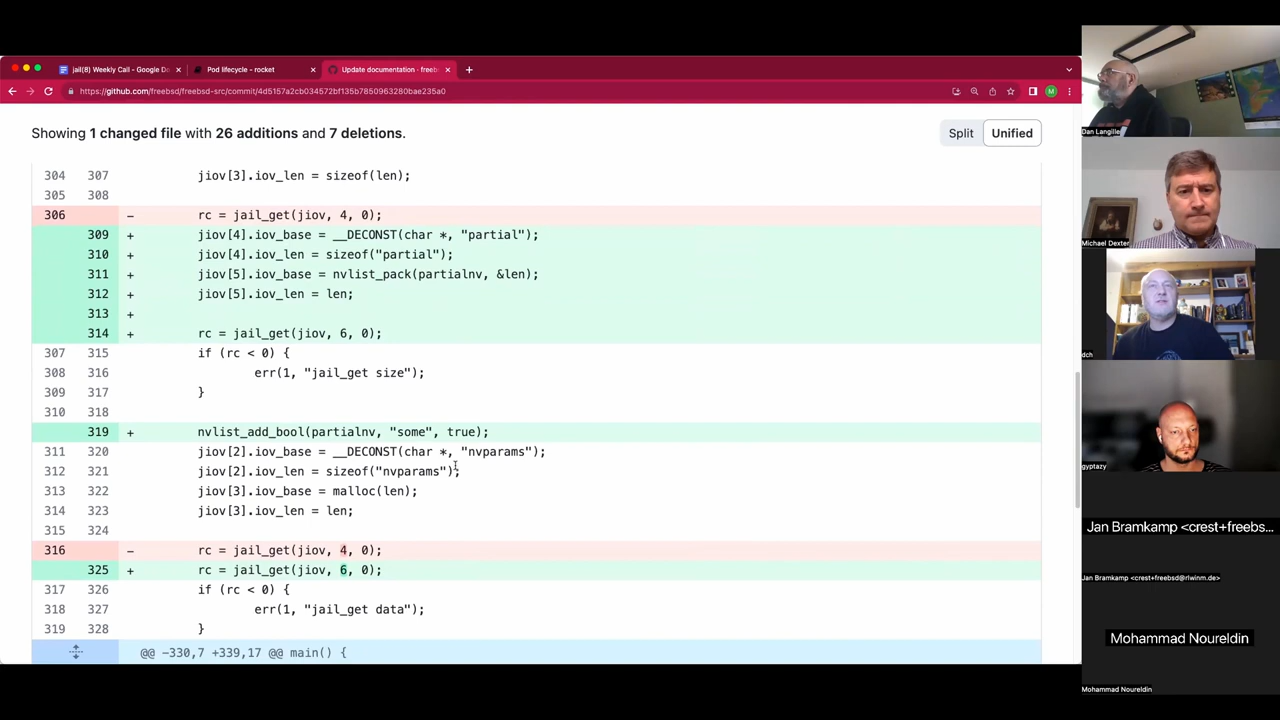 jail(8) Weekly Call - Google Da
Pod lifecycle - rocket
Update documentation · freebs
https://github.com/freebsd/freebsd-src/commit/4d5157a2cb034572bf135b7850963280bae235a0
M
Showing 1 changed file with 26 additions and 7 deletions.
Split
Unified
304 307 jiov[3].iov_len = sizeof(len);
305 308
306 - rc = jail_get(jiov, 4, 0);
309 + jiov[4].iov_base = __DECONST(char *, "partial");
310 + jiov[4].iov_len = sizeof("partial");
311 + jiov[5].iov_base = nvlist_pack(partialnv, &len);
312 + jiov[5].iov_len = len;
313 +
314 + rc = jail_get(jiov, 6, 0);
307 315 if (rc < 0) {
308 316 err(1, "jail_get size");
309 317 }
310 318
319 + nvlist_add_bool(partialnv, "some", true);
311 320 jiov[2].iov_base = __DECONST(char *, "nvparams");
312 321 jiov[2].iov_len = sizeof("nvparams");
313 322 jiov[3].iov_base = malloc(len);
314 323 jiov[3].iov_len = len;
315 324
316 - rc = jail_get(jiov, 4, 0);
325 + rc = jail_get(jiov, 6, 0);
317 326 if (rc < 0) {
318 327 err(1, "jail_get data");
319 328 }
@@ -330,7 +339,17 @@ main() {
Dan Langille
Michael Dexter
dch
gyptazy
Jan Bramkamp <crest+freebs...
Jan Bramkamp <crest+freebsd@rlwinm.de>
Mohammad Noureldin
Mohammad Noureldin